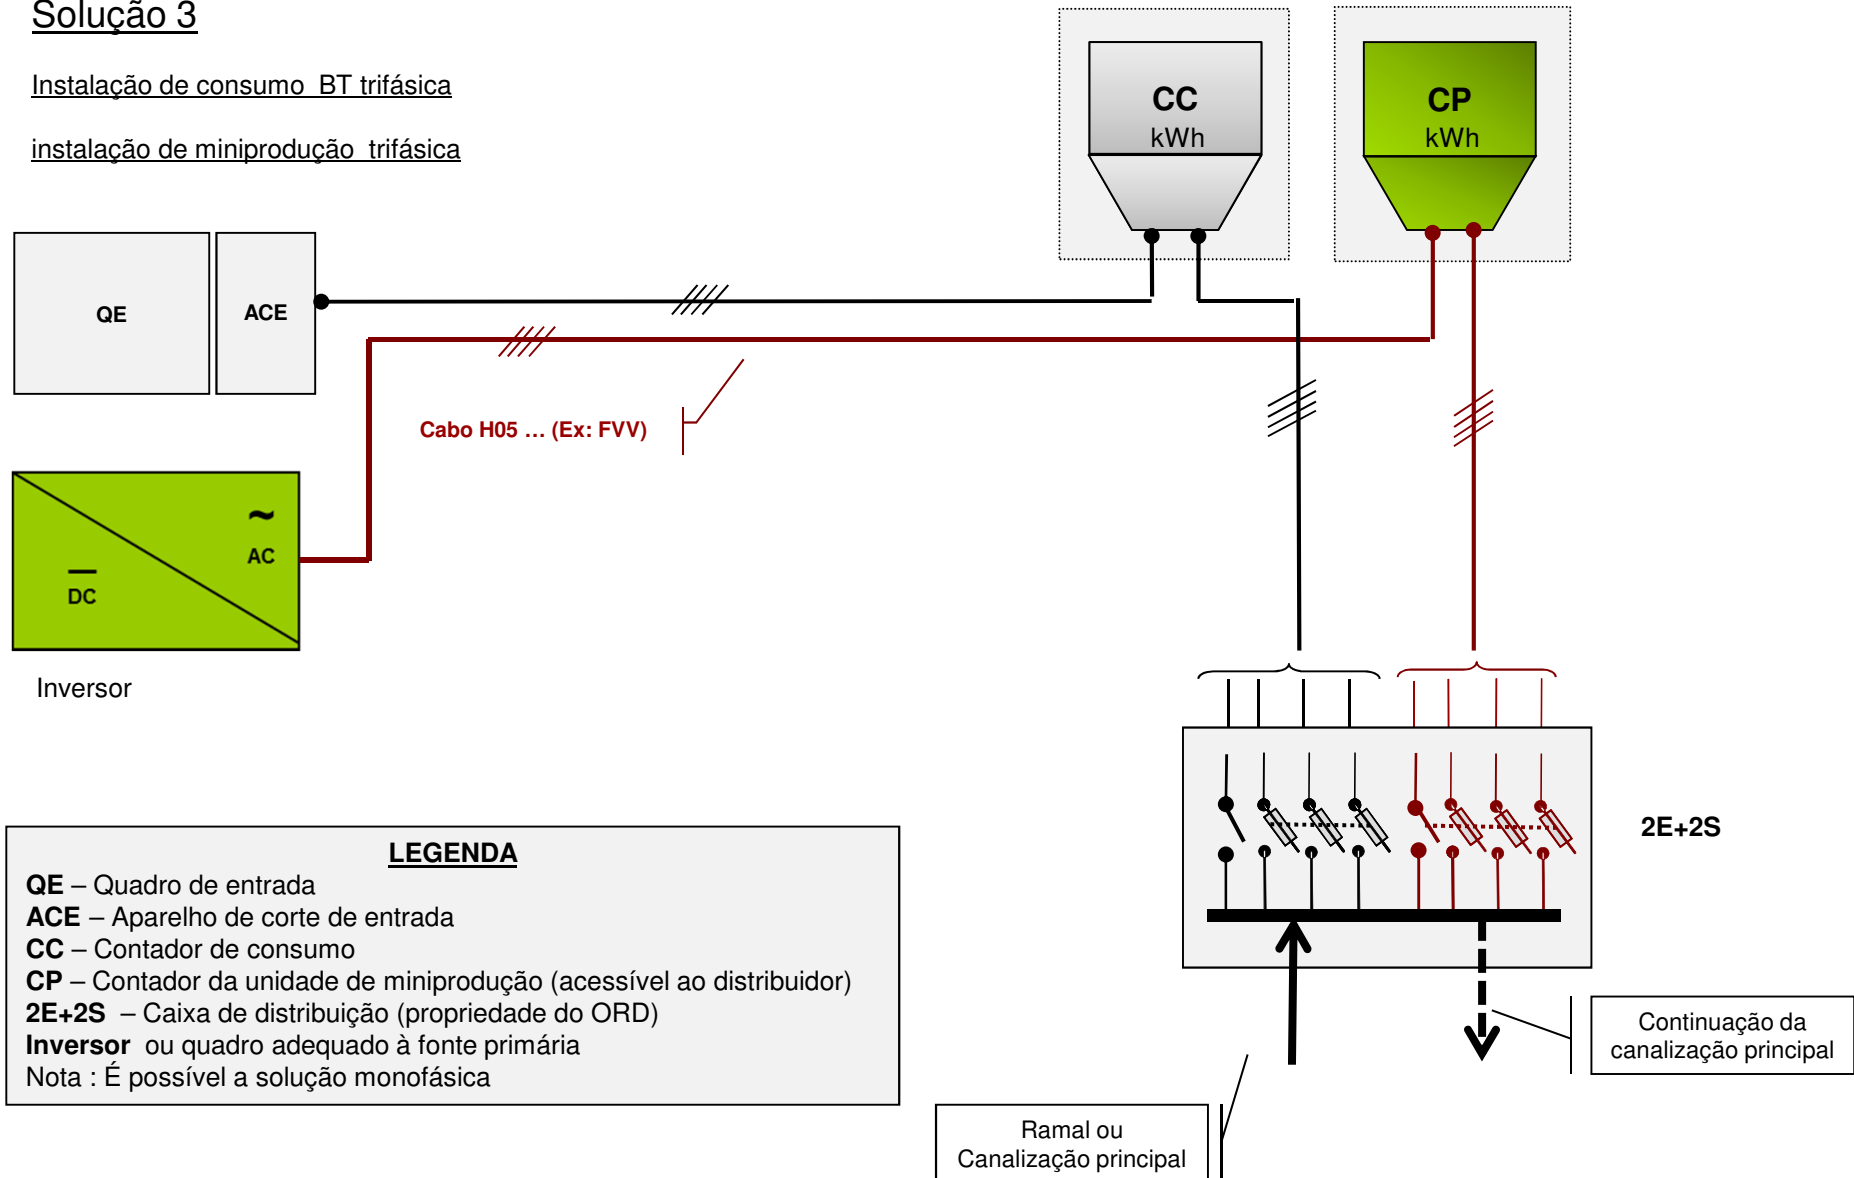 Solução 3
Instalação de consumo BT trifásica
instalação de miniprodução trifásica
CC
kWh
CP
kWh
QE
ACE
Cabo H05 ... (Ex: FVV)
~
AC
DC
Inversor
2E+2S
LEGENDA
QE – Quadro de entrada
ACE – Aparelho de corte de entrada
CC – Contador de consumo
CP – Contador da unidade de miniprodução (acessível ao distribuidor)
2E+2S – Caixa de distribuição (propriedade do ORD)
Inversor ou quadro adequado à fonte primária
Nota : É possível a solução monofásica
Continuação da
canalização principal
Ramal ou
Canalização principal